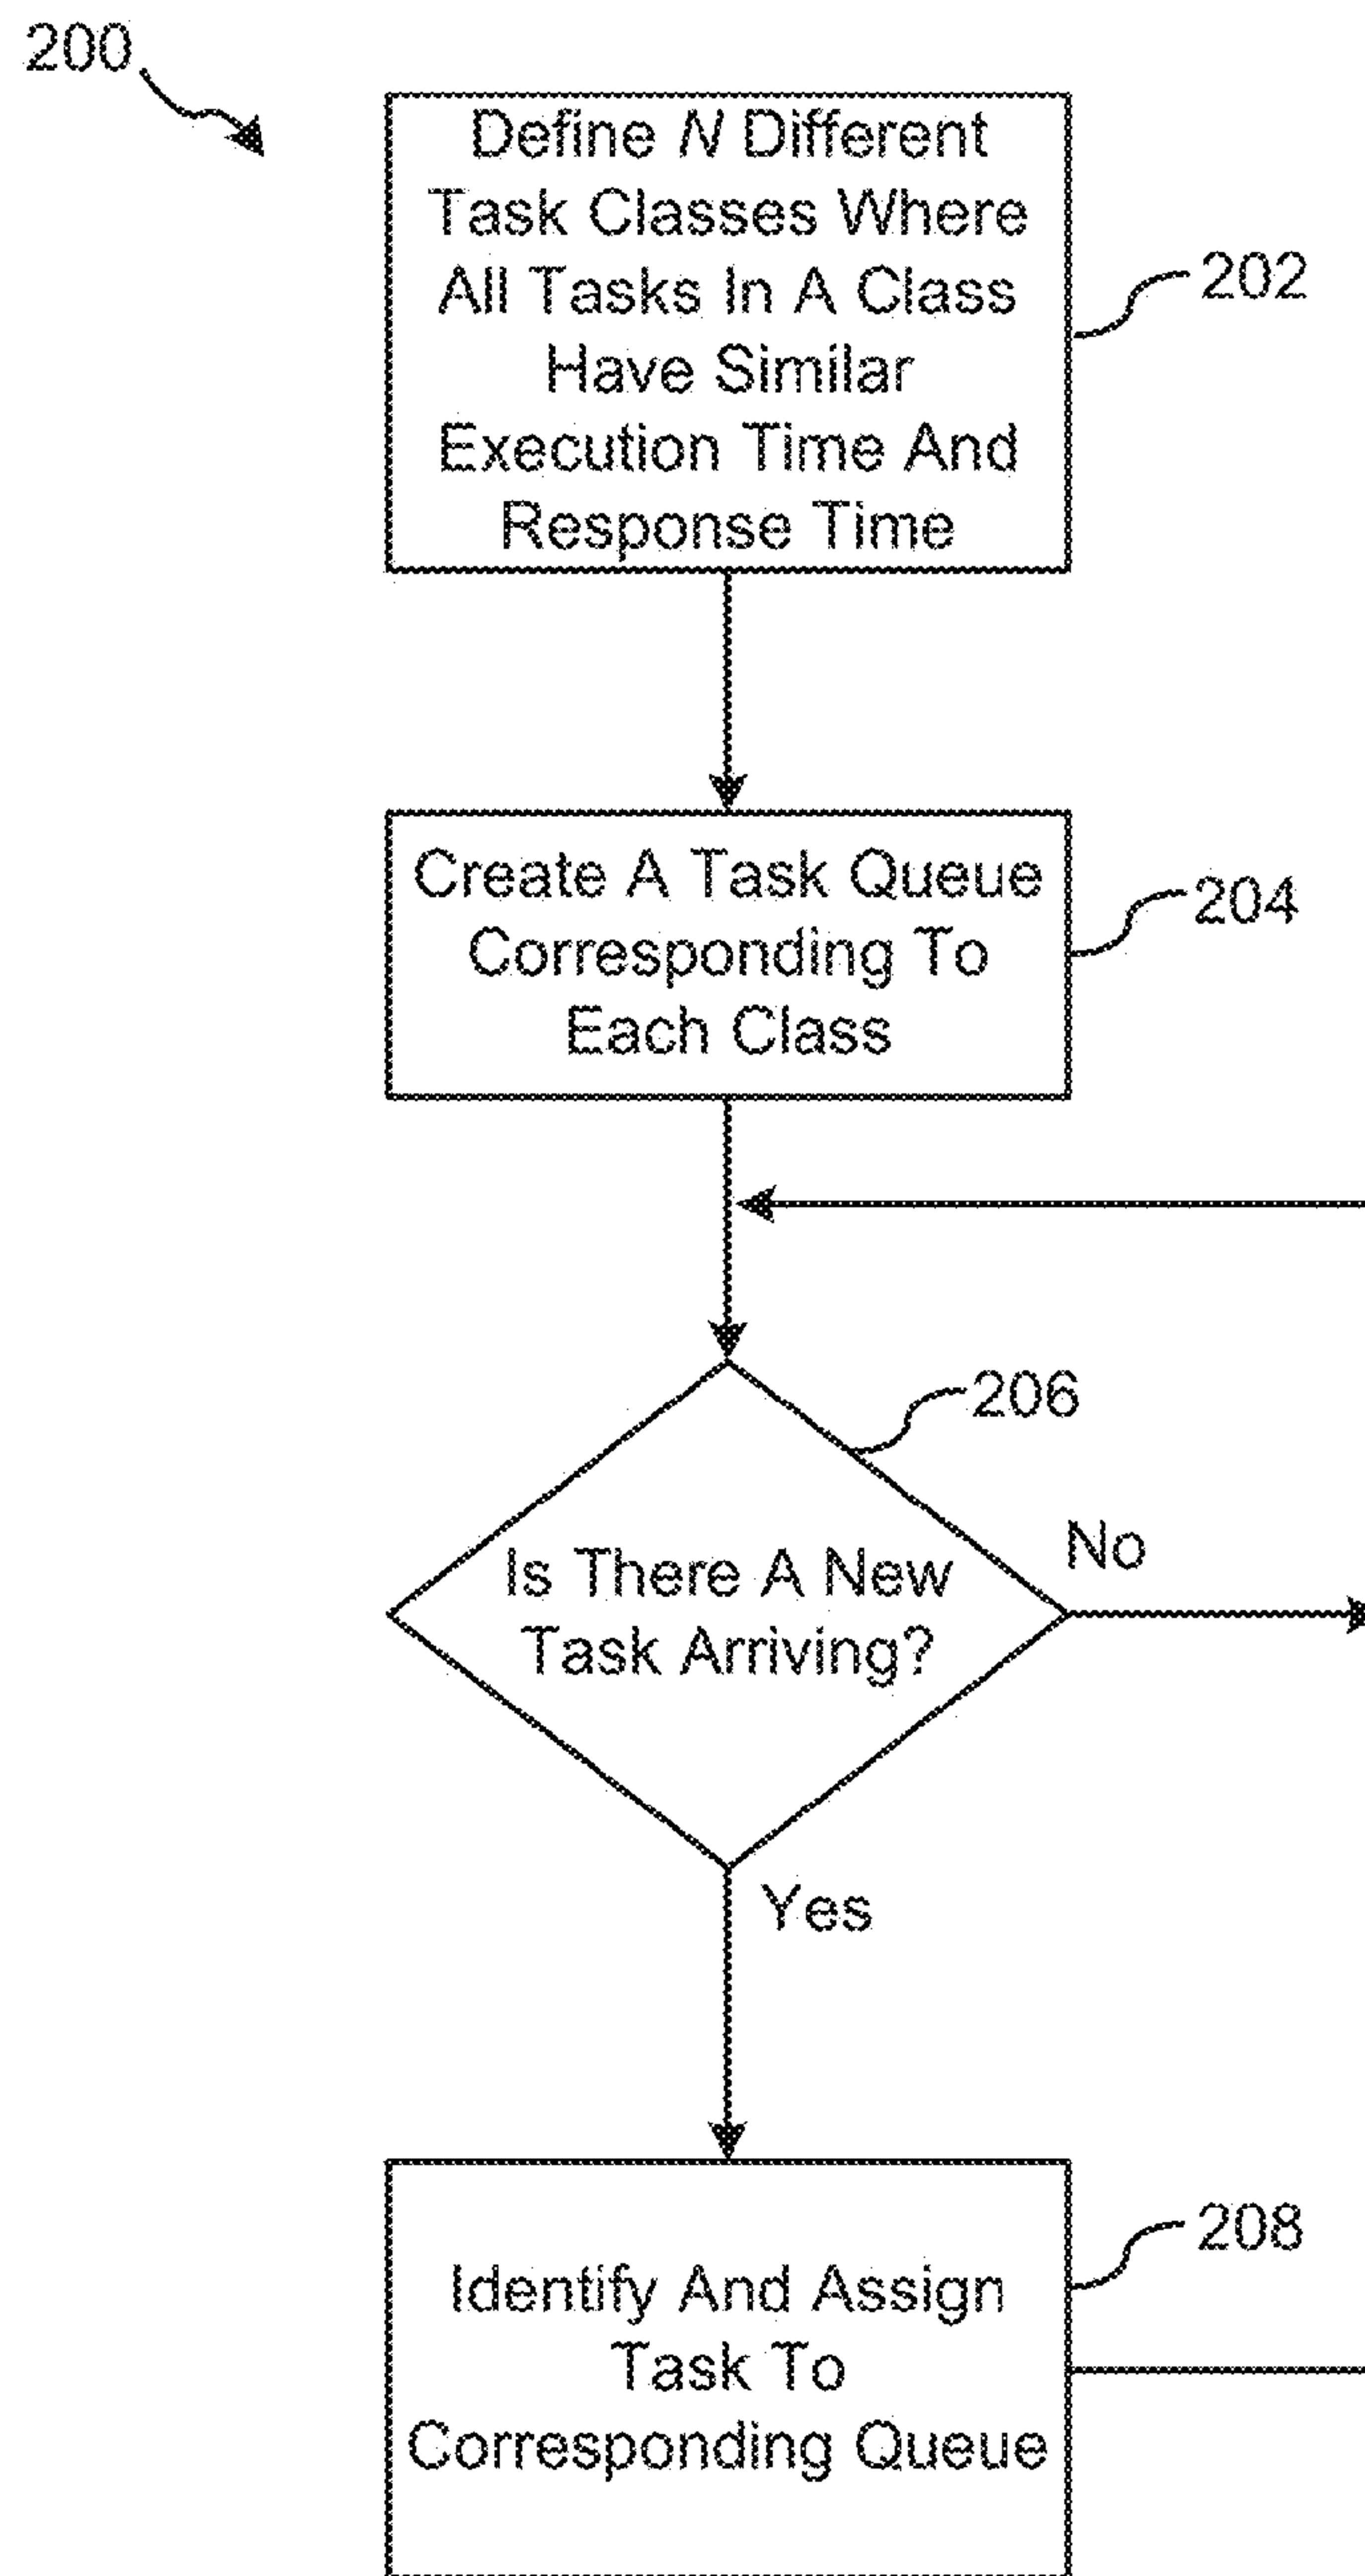 200
Define N Different
Task Classes Where
All Tasks In A Class
Have Similar
Execution Time And
Response Time
202
Create A Task Queue
Corresponding To
Each Class
204
206
Is There A New
Task Arriving?
No
Yes
208
Identify And Assign
Task To
Corresponding Queue